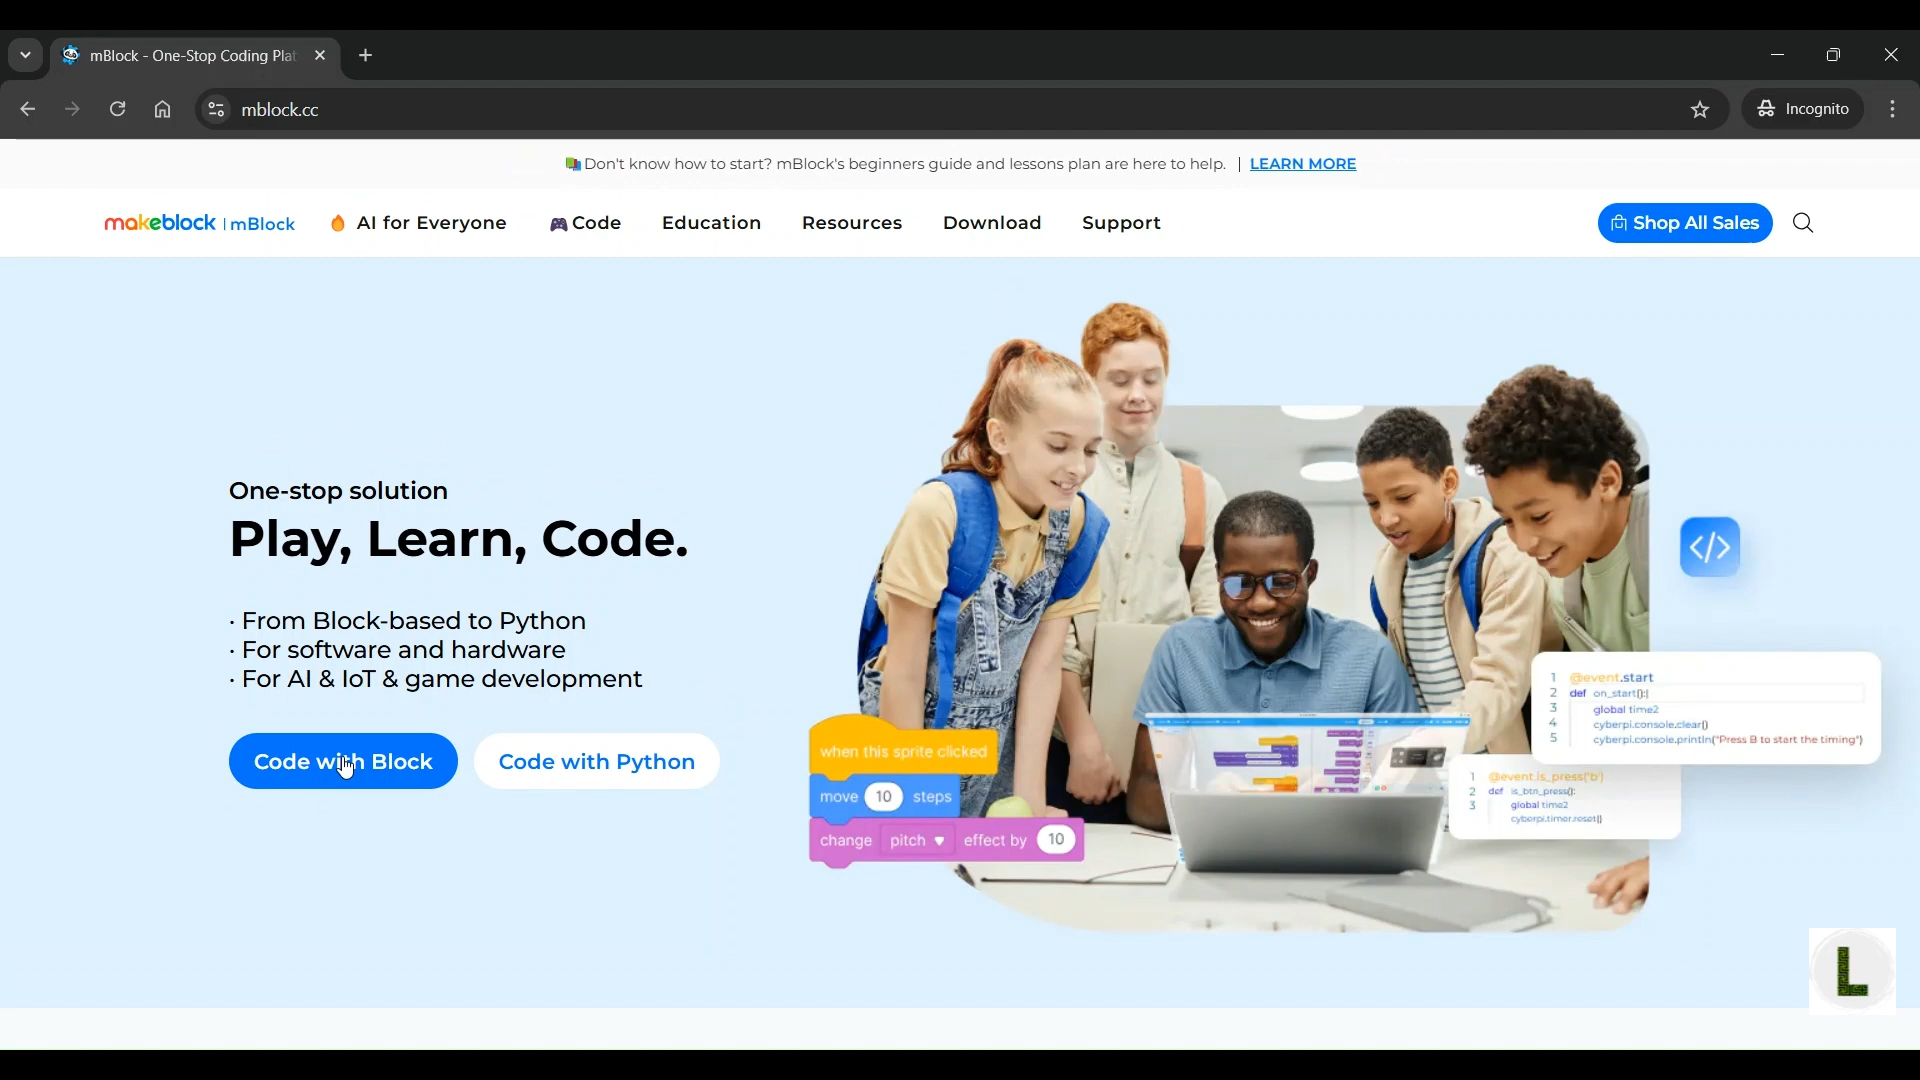 mBlock - One-Stop Coding Plat
mblock.cc
Incognito
Don't know how to start? mBlock's beginners guide and lessons plan are here to help. | LEARN MORE
makeblock | mBlock
AI for Everyone
Code
Education
Resources
Download
Support
Shop All Sales
One-stop solution
Play, Learn, Code.
· From Block-based to Python
· For software and hardware
· For AI & IoT & game development
Code with Block
Code with Python
when this sprite clicked
move 10 steps
change pitch effect by 10
</>
1 @event.start
2 def on_start():
3 global time2
4 cyberpi.console.clear()
5 cyberpi.console.println("Press B to start the timing")
1 @event.is_press('b')
2 def is_btn_press():
3 global time2
cyberpi.timer.reset()
L